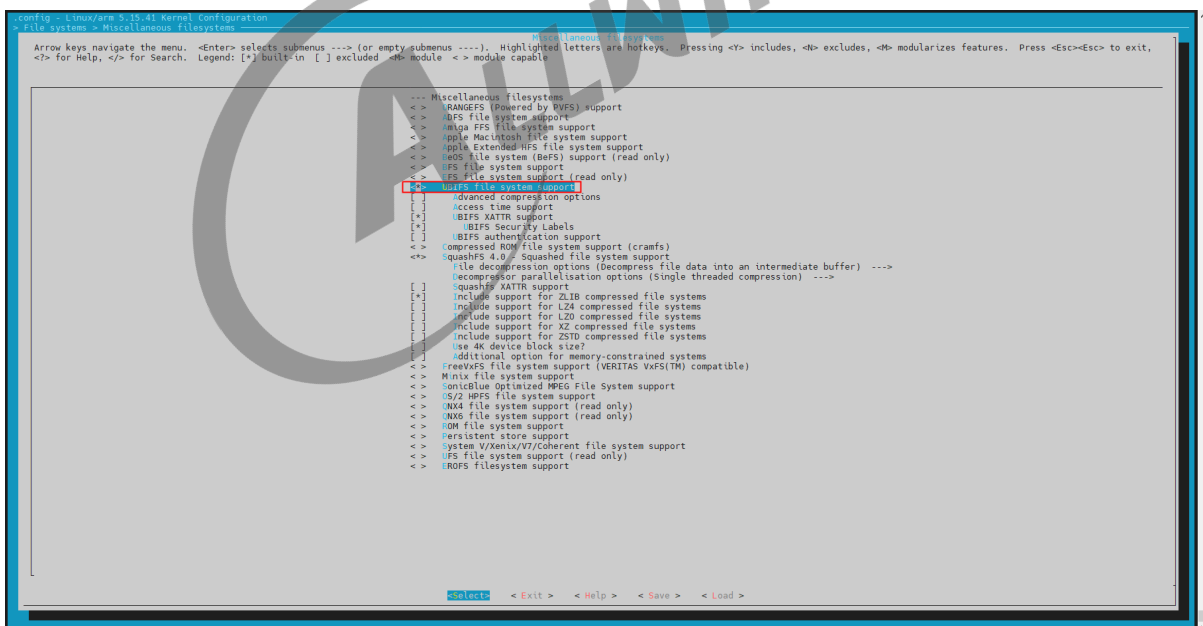 .config - Linux/arm 5.15.41 Kernel Configuration
> File systems > Miscellaneous filesystems
Miscellaneous filesystems
Arrow keys navigate the menu. <Enter> selects submenus ---> (or empty submenus ----). Highlighted letters are hotkeys. Pressing <Y> includes, <N> excludes, <M> modularizes features. Press <Esc><Esc> to exit,
<?> for Help, </> for Search. Legend: [*] built-in [ ] excluded <M> module < > module capable
--- Miscellaneous filesystems
< > ORANGEFS (Powered by PVFS) support
< > ADFS file system support
< > Amiga FFS file system support
< > Apple Macintosh file system support
< > Apple Extended HFS file system support
< > BeOS file system (BeFS) support (read only)
< > BFS file system support
< > EFS file system support (read only)
<*> UBIFS file system support
[ ] Advanced compression options
[ ] Access time support
[*] UBIFS XATTR support
[*] UBIFS Security Labels
[ ] UBIFS authentication support
< > Compressed ROM file system support (cramfs)
<*> SquashFS 4.0 - Squashed file system support
File decompression options (Decompress file data into an intermediate buffer) --->
Decompressor parallelisation options (Single threaded compression) --->
[ ] Squashfs XATTR support
[*] Include support for ZLIB compressed file systems
[ ] Include support for LZ4 compressed file systems
[ ] Include support for LZO compressed file systems
[ ] Include support for XZ compressed file systems
[ ] Include support for ZSTD compressed file systems
[ ] Use 4K device block size?
[ ] Additional option for memory-constrained systems
< > FreeVxFS file system support (VERITAS VxFS(TM) compatible)
< > Minix file system support
< > SonicBlue Optimized MPEG File System support
< > OS/2 HPFS file system support
< > QNX4 file system support (read only)
< > QNX6 file system support (read only)
< > ROM file system support
< > Persistent store support
< > System V/Xenix/V7/Coherent file system support
< > UFS file system support (read only)
< > EROFS filesystem support
<Select> < Exit > < Help > < Save > < Load >
ALLWI